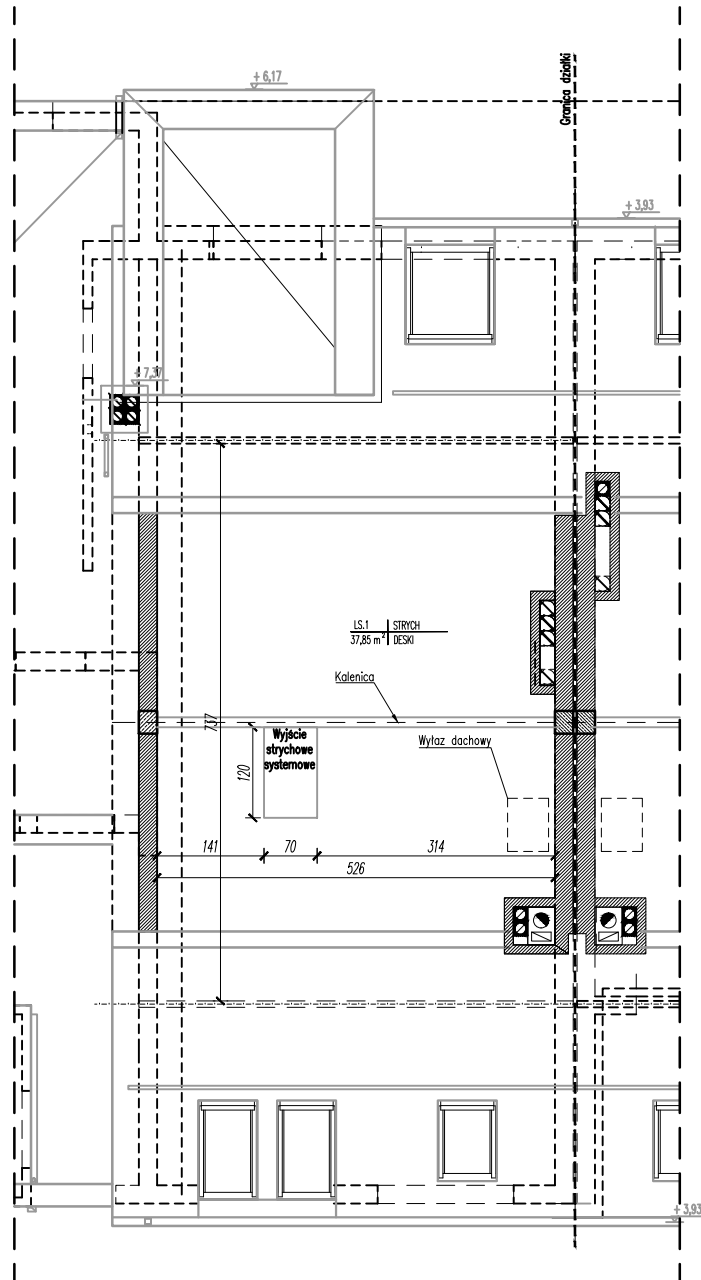 + 6,17
Granica działki
+ 3,93
+ 7,37
LS.1 STRYCH
37,85 m² DESKI
Kalenica
737
Wyjście
strychowe
systemowe
120
Wyłaz dachowy
141 70 314
526
+ 3,93